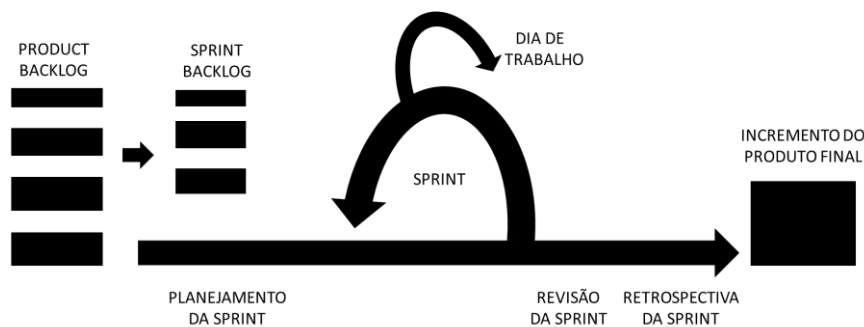 PRODUCT
BACKLOG
SPRINT
BACKLOG
DIA DE
TRABALHO
SPRINT
INCREMENTO DO
PRODUTO FINAL
PLANEJAMENTO
DA SPRINT
REVISÃO
DA SPRINT
RETROSPECTIVA
DA SPRINT